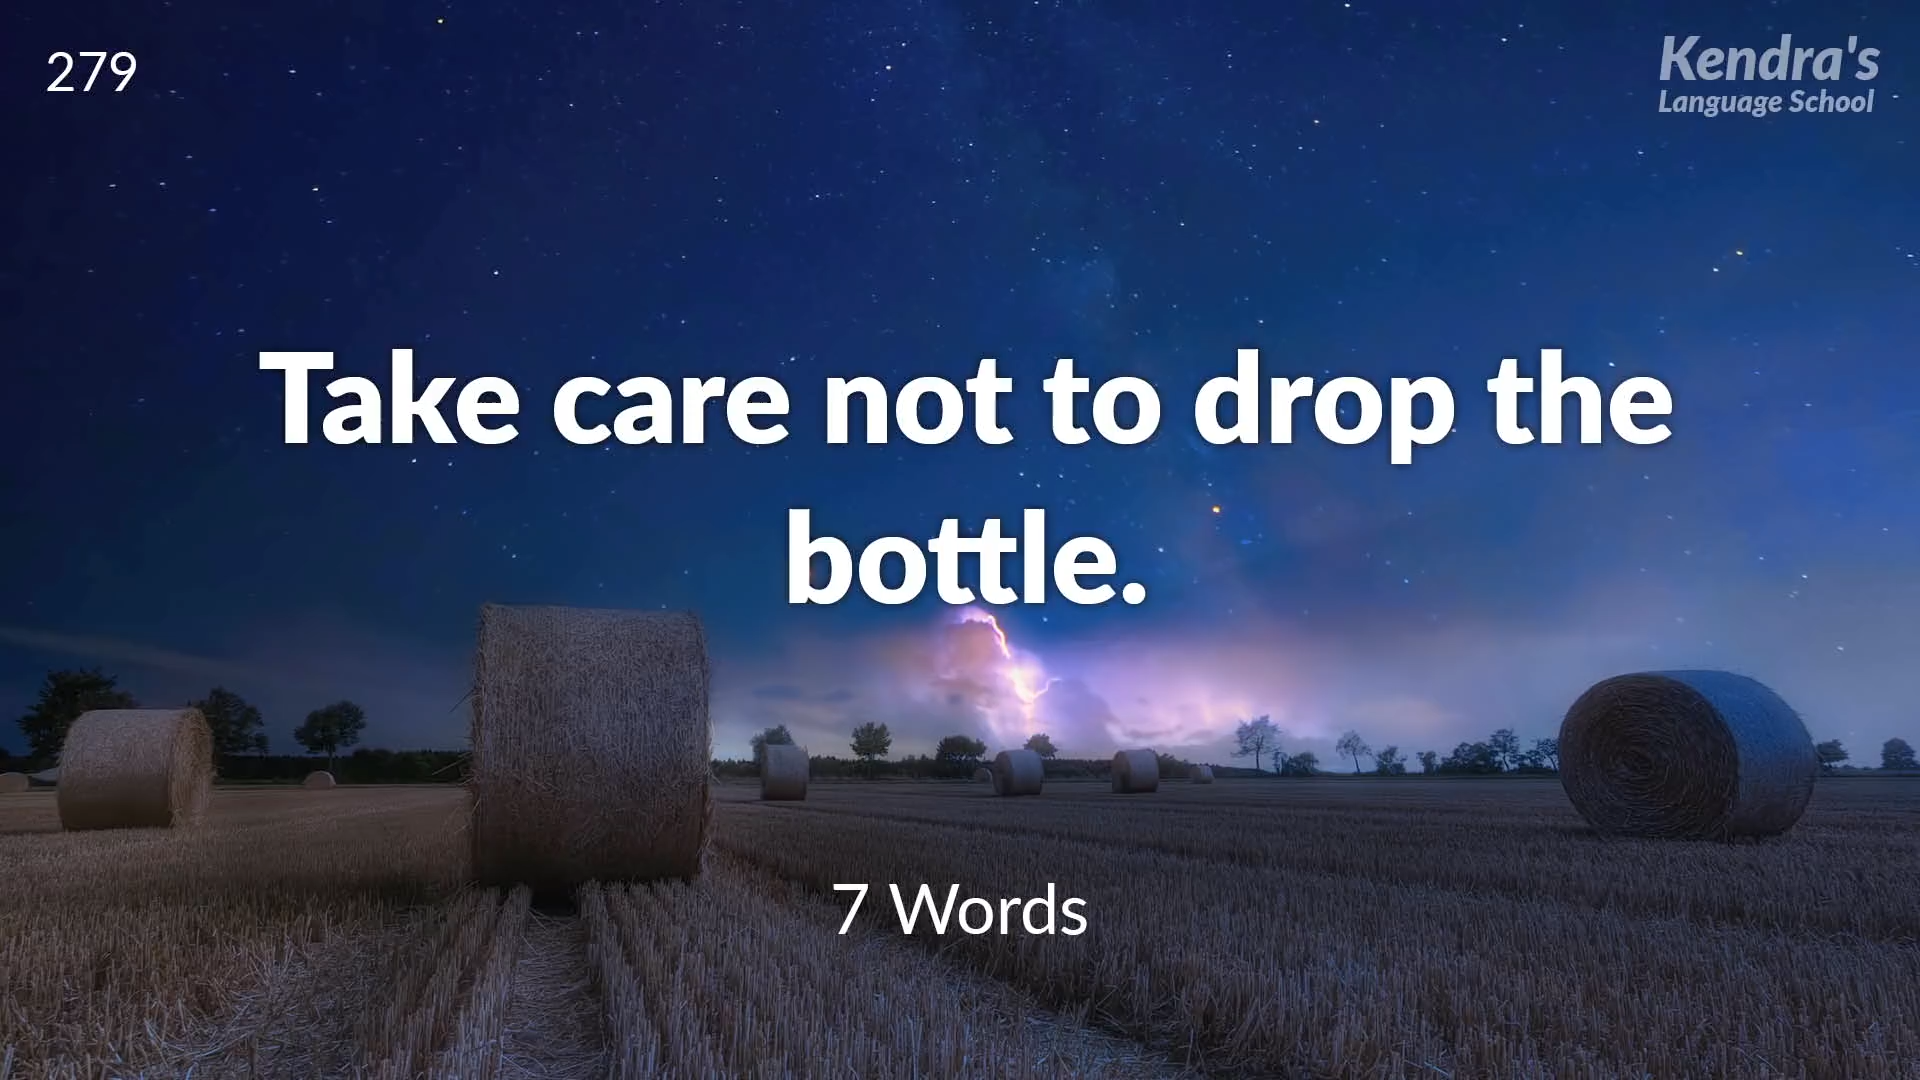 279
Kendra's
Language School
Take care not to drop the
bottle.
7 Words